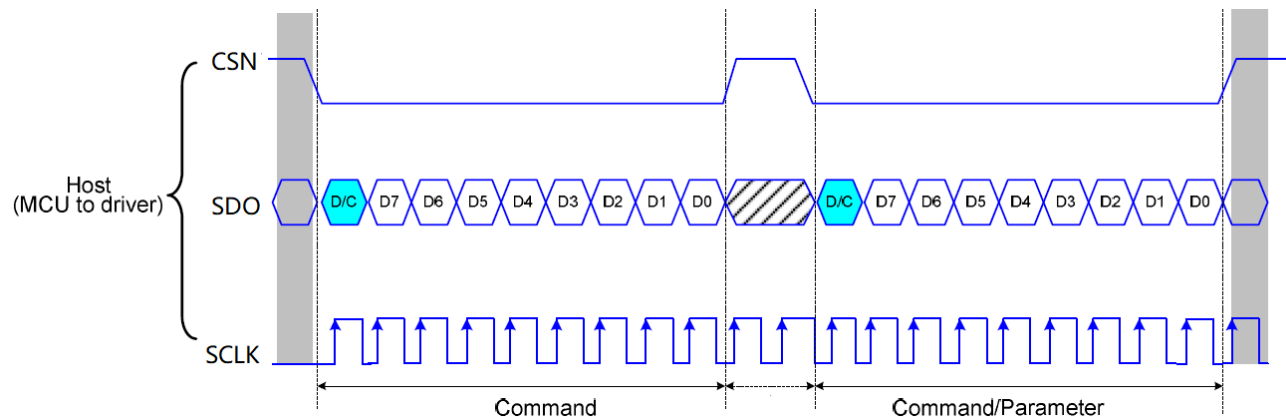 CSN
Host
(MCU to driver)
SDO
D/C D7 D6 D5 D4 D3 D2 D1 D0 D/C D7 D6 D5 D4 D3 D2 D1 D0
SCLK
Command Command/Parameter